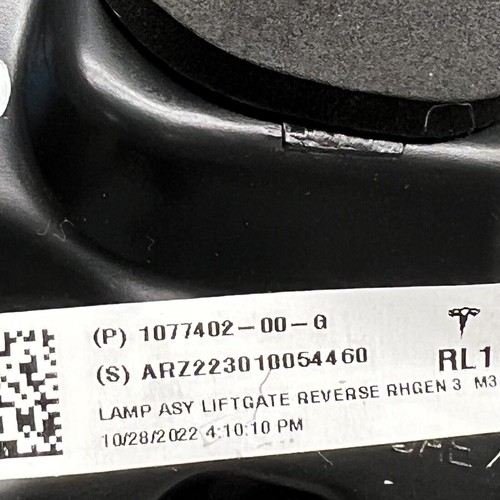 (P) 1077402-00-G
(S) ARZ223010054460
RL1
LAMP ASY LIFTGATE REVERSE RHGEN 3 M3
10/28/2022 4:10:10 PM